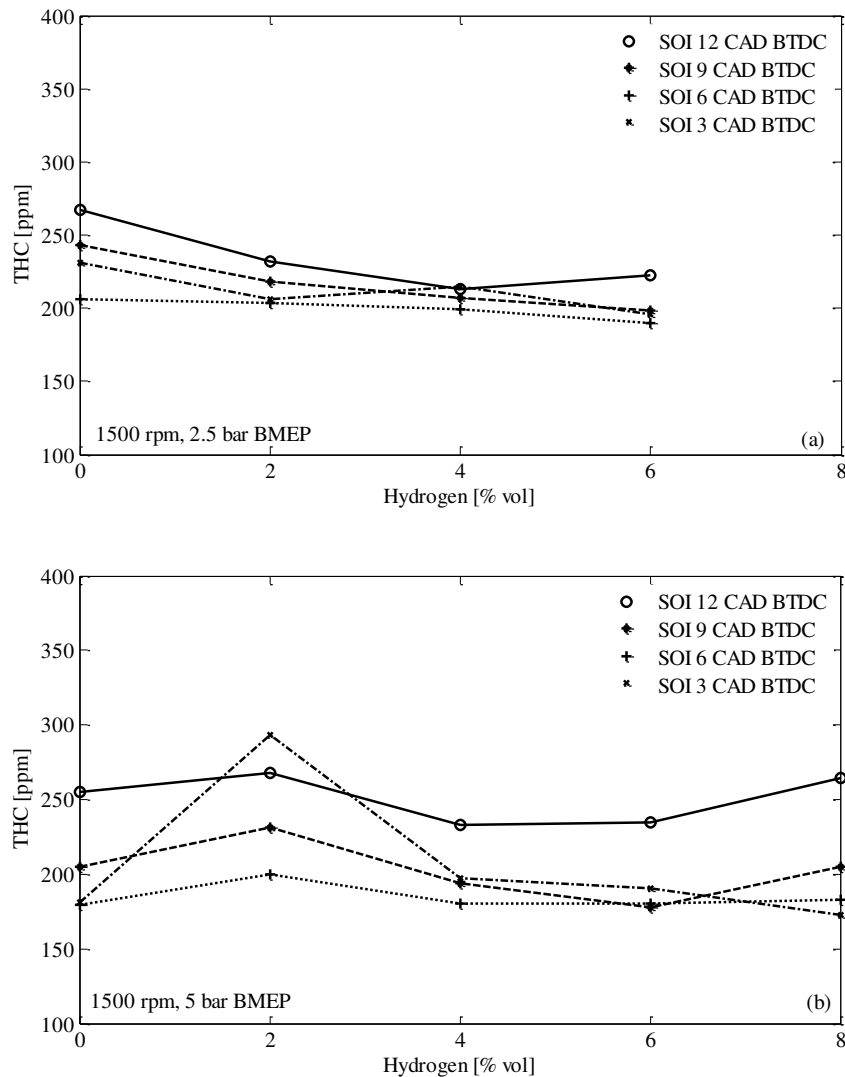 400
350
300
250
200
150
100
THC [ppm]
SOI 12 CAD BTDC
SOI 9 CAD BTDC
SOI 6 CAD BTDC
SOI 3 CAD BTDC
1500 rpm, 2.5 bar BMEP
(a)
0 2 4 6 8
Hydrogen [% vol]
400
350
300
250
200
150
100
THC [ppm]
SOI 12 CAD BTDC
SOI 9 CAD BTDC
SOI 6 CAD BTDC
SOI 3 CAD BTDC
1500 rpm, 5 bar BMEP
(b)
0 2 4 6 8
Hydrogen [% vol]